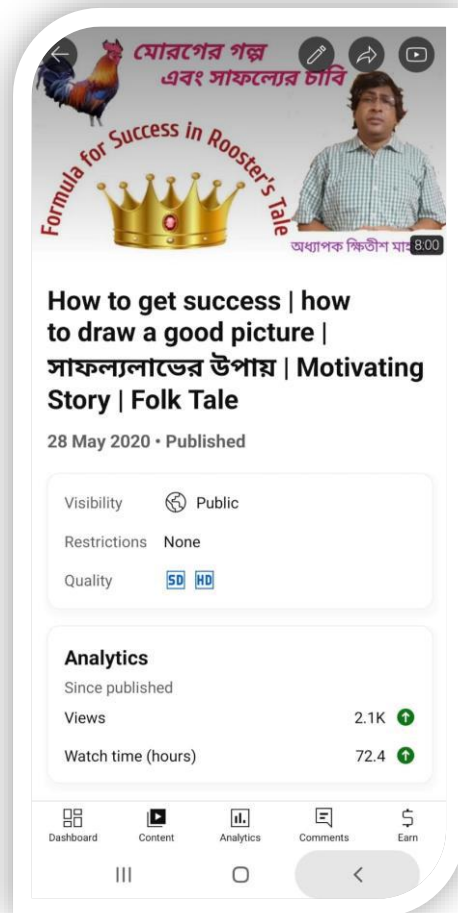 মোরগের গল্প
এবং সাফল্যের চাবি
Formula for Success in Rooster's Tale
অধ্যাপক ক্ষিতীশ
8:00
How to get success | how
to draw a good picture |
সাফল্যলাভের উপায় | Motivating
Story | Folk Tale
28 May 2020 • Published
Visibility Public
Restrictions None
Quality SD HD
Analytics
Since published
Views 2.1K
Watch time (hours) 72.4
Dashboard Content Analytics Comments Earn